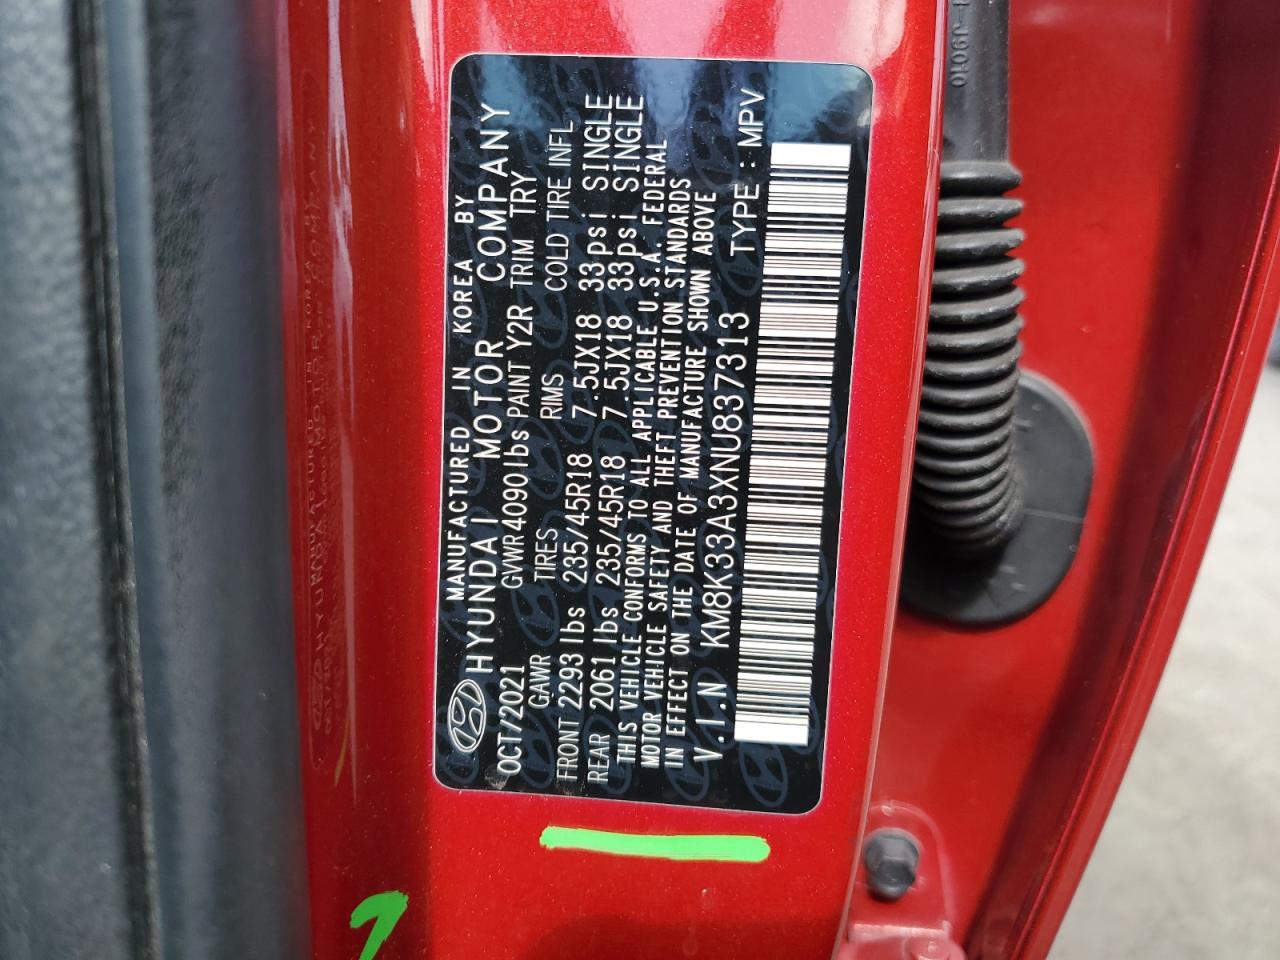 MANUFACTURED IN KOREA BY
HYUNDAI MOTOR COMPANY
OCT/2021 GVWR 4090 lbs PAINT Y2R TRIM TRY
GAWR TIRES RIMS COLD TIRE INFL
FRONT 2293 lbs 235/45R18 7.5JX18 33psi SINGLE
REAR 2061 lbs 235/45R18 7.5JX18 33psi SINGLE
THIS VEHICLE CONFORMS TO ALL APPLICABLE U.S.A. FEDERAL
MOTOR VEHICLE SAFETY AND THEFT PREVENTION STANDARDS
IN EFFECT ON THE DATE OF MANUFACTURE SHOWN ABOVE
V.I.N KM8K33A3XNU837313 TYPE : MPV
J9010